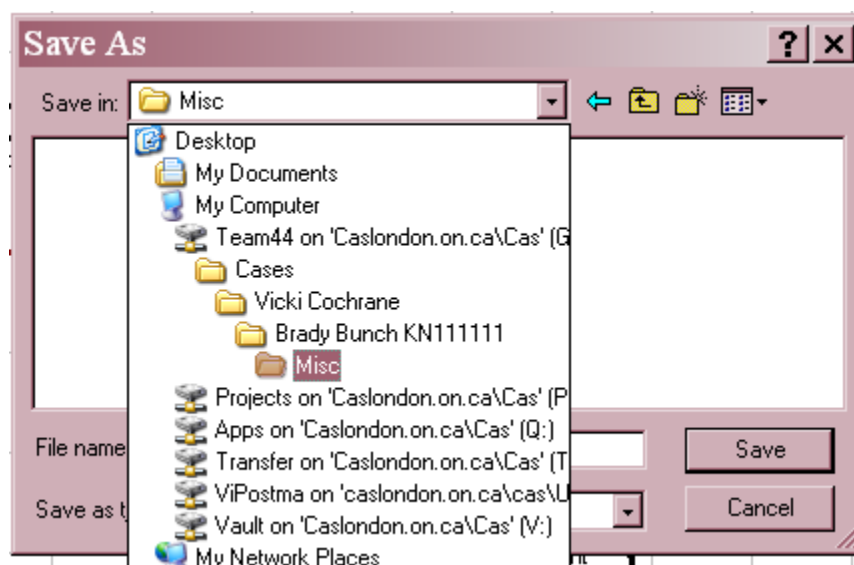 Save As
Save in: Misc
Desktop
My Documents
My Computer
Team44 on 'Caslondon.on.ca\Cas' (G
Cases
Vicki Cochrane
Brady Bunch KN111111
Misc
Projects on 'Caslondon.on.ca\Cas' (P
Apps on 'Caslondon.on.ca\Cas' (Q:)
File name
Save
Transfer on 'Caslondon.on.ca\Cas' (T
ViPostma on 'caslondon.on.ca\cas\U
Save as t
Cancel
Vault on 'Caslondon.on.ca\Cas' (V:)
My Network Places